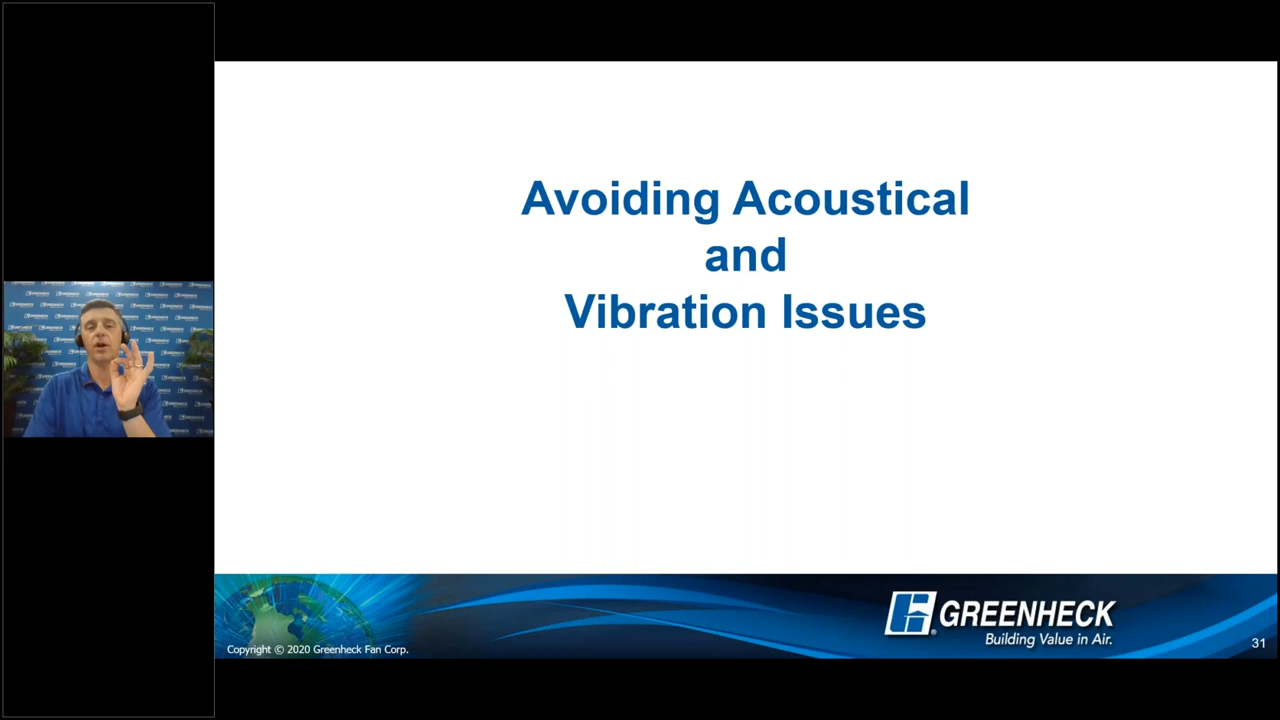 Avoiding Acoustical
and
Vibration Issues
GREENHECK
Building Value in Air.
Copyright © 2020 Greenheck Fan Corp.
31